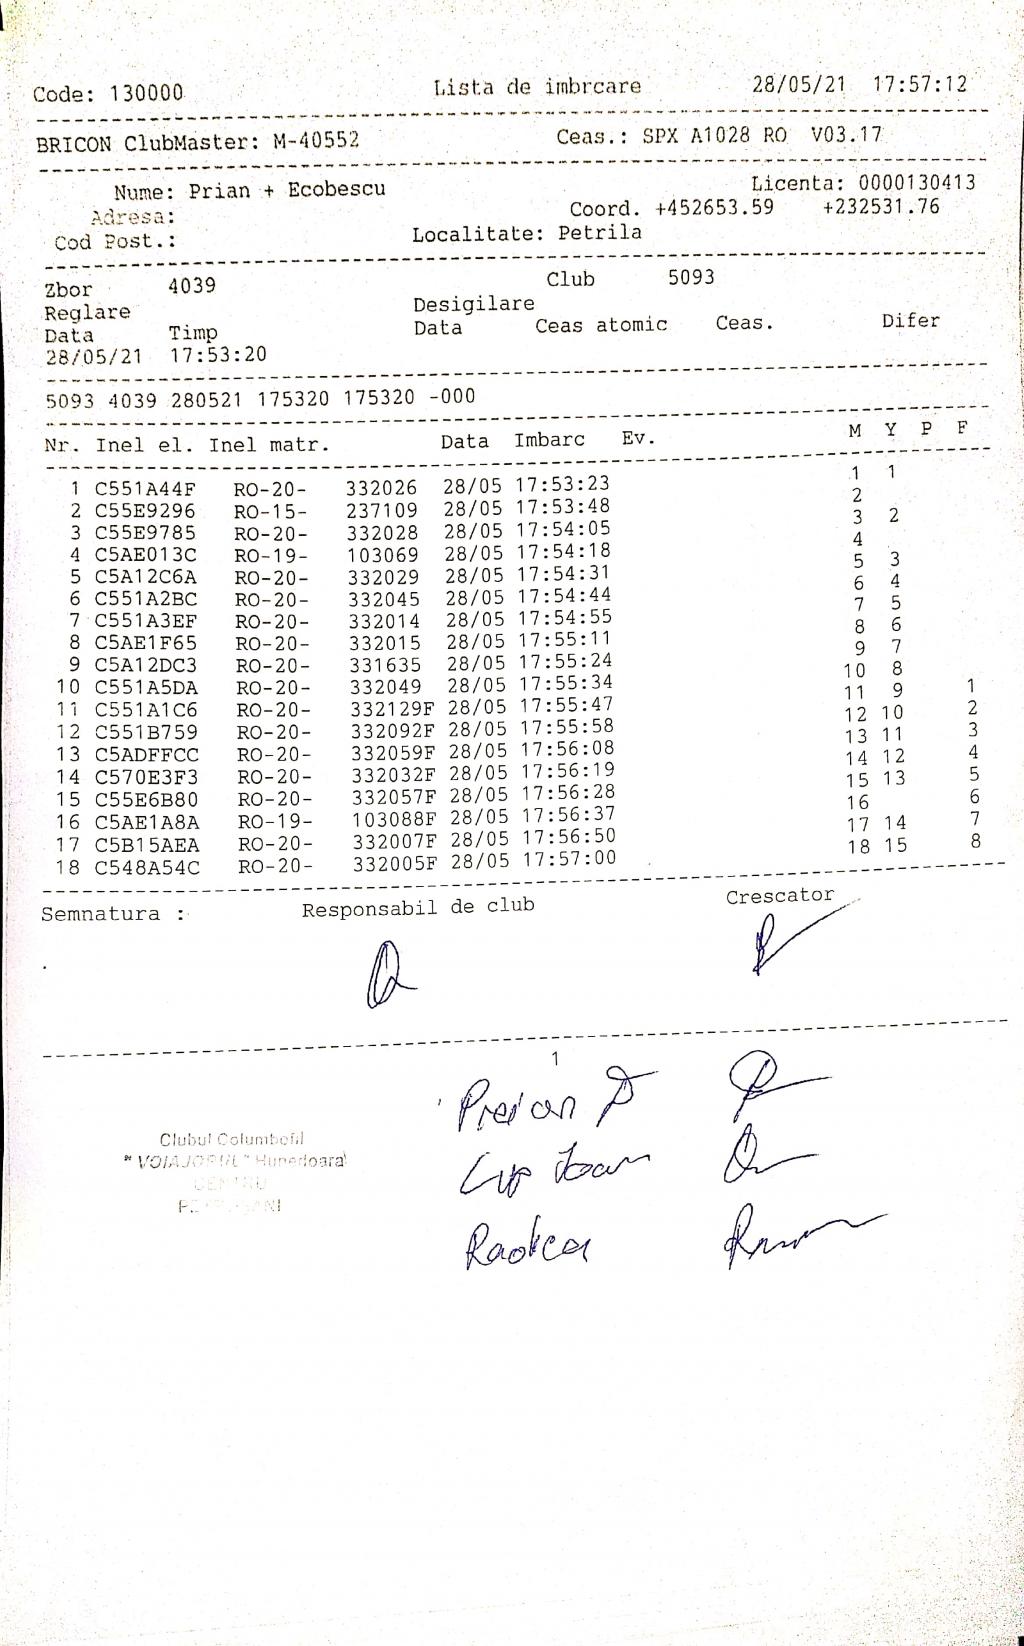 Code: 130000 Lista de imbrcare 28/05/21 17:57:12
BRICON ClubMaster: M-40552 Ceas.: SPX A1028 RO V03.17
Nume: Prian + Ecobescu Licenta: 0000130413
Adresa: Coord. +452653.59 +232531.76
Cod Post.: Localitate: Petrila
Zbor 4039 Club 5093
Reglare Desigilare
Data Timp Data Ceas atomic Ceas. Difer
28/05/21 17:53:20
5093 4039 280521 175320 175320 -000
Nr. Inel el. Inel matr. Data Imbarc Ev. M Y P F
1 C551A44F RO-20- 332026 28/05 17:53:23 1 1
2 C55E9296 RO-15- 237109 28/05 17:53:48 2
3 C55E9785 RO-20- 332028 28/05 17:54:05 3 2
4 C5AE013C RO-19- 103069 28/05 17:54:18 4
5 C5A12C6A RO-20- 332029 28/05 17:54:31 5 3
6 C551A2BC RO-20- 332045 28/05 17:54:44 6 4
7 C551A3EF RO-20- 332014 28/05 17:54:55 7 5
8 C5AE1F65 RO-20- 332015 28/05 17:55:11 8 6
9 C5A12DC3 RO-20- 331635 28/05 17:55:24 9 7
10 C551A5DA RO-20- 332049 28/05 17:55:34 10 8
11 C551A1C6 RO-20- 332129F 28/05 17:55:47 11 9 1
12 C551B759 RO-20- 332092F 28/05 17:55:58 12 10 2
13 C5ADFFCC RO-20- 332059F 28/05 17:56:08 13 11 3
14 C570E3F3 RO-20- 332032F 28/05 17:56:19 14 12 4
15 C55E6B80 RO-20- 332057F 28/05 17:56:28 15 13 5
16 C5AE1A8A RO-19- 103088F 28/05 17:56:37 16 6
17 C5B15AEA RO-20- 332007F 28/05 17:56:50 17 14 7
18 C548A54C RO-20- 332005F 28/05 17:57:00 18 15 8
Semnatura : Responsabil de club Crescator
1
Clubul Columbofil
"VOIAJORUL" Hunedoara
CENTRU
PETROSANI
Prian D
Lup Ioan